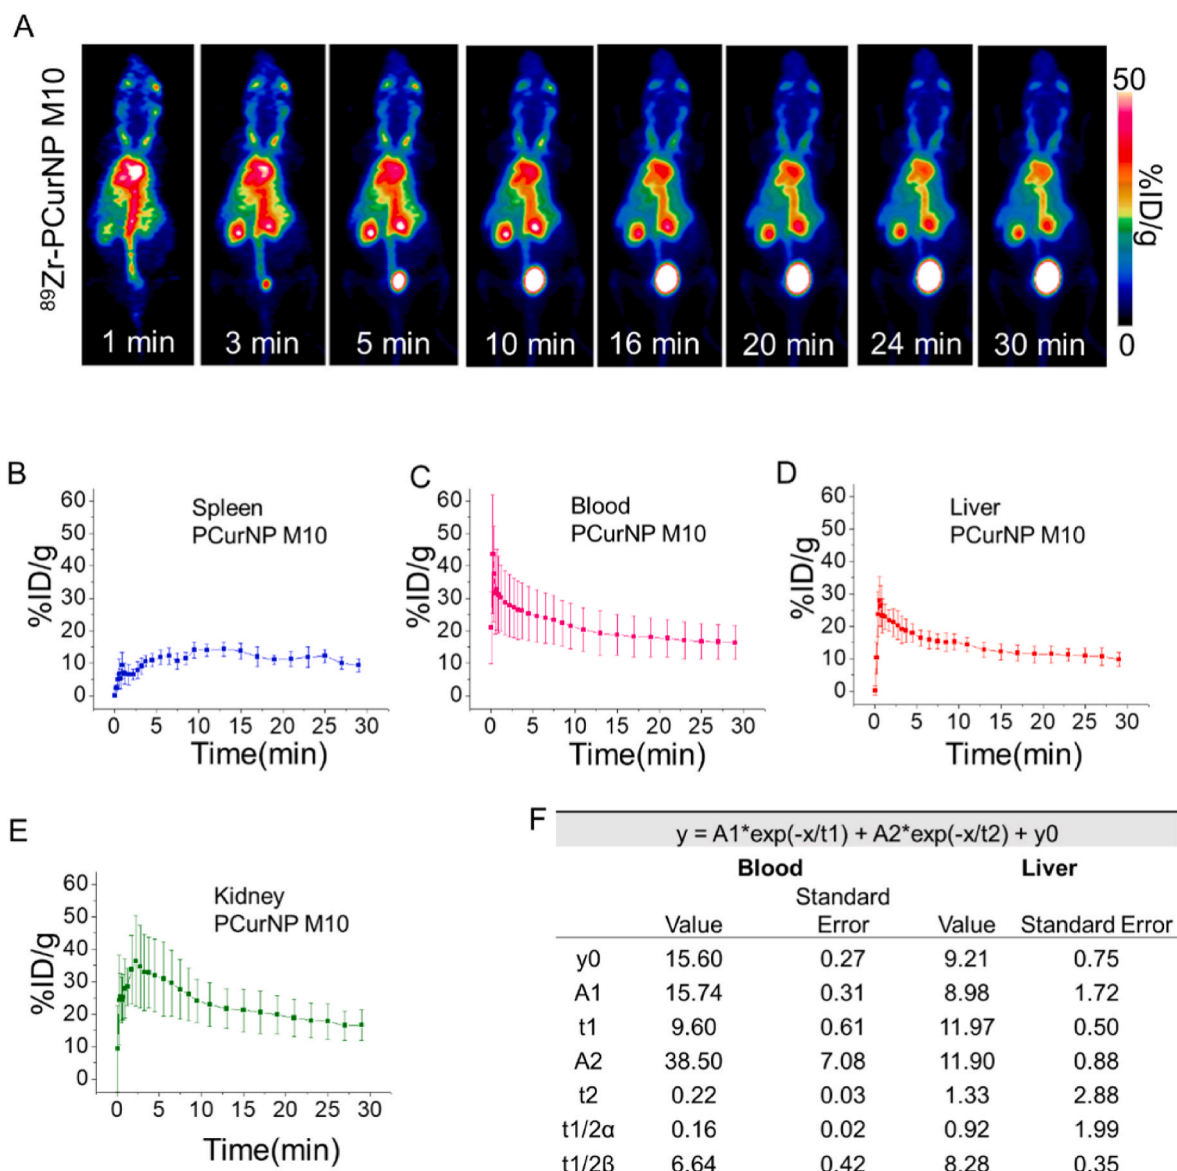 A
⁸⁹Zr-PCurNP M10
1 min 3 min 5 min 10 min 16 min 20 min 24 min 30 min
50
%ID/g
0
B
Spleen
PCurNP M10
%ID/g
60
50
40
30
20
10
0
0 5 10 15 20 25 30
Time(min)
C
Blood
PCurNP M10
%ID/g
60
50
40
30
20
10
0
0 5 10 15 20 25 30
Time(min)
D
Liver
PCurNP M10
%ID/g
60
50
40
30
20
10
0
0 5 10 15 20 25 30
Time(min)
E
Kidney
PCurNP M10
%ID/g
60
50
40
30
20
10
0
0 5 10 15 20 25 30
Time(min)
F
y = A1*exp(-x/t1) + A2*exp(-x/t2) + y0
Blood Liver
Value Standard Error Value Standard Error
y0 15.60 0.27 9.21 0.75
A1 15.74 0.31 8.98 1.72
t1 9.60 0.61 11.97 0.50
A2 38.50 7.08 11.90 0.88
t2 0.22 0.03 1.33 2.88
t1/2α 0.16 0.02 0.92 1.99
t1/2β 6.64 0.42 8.28 0.35